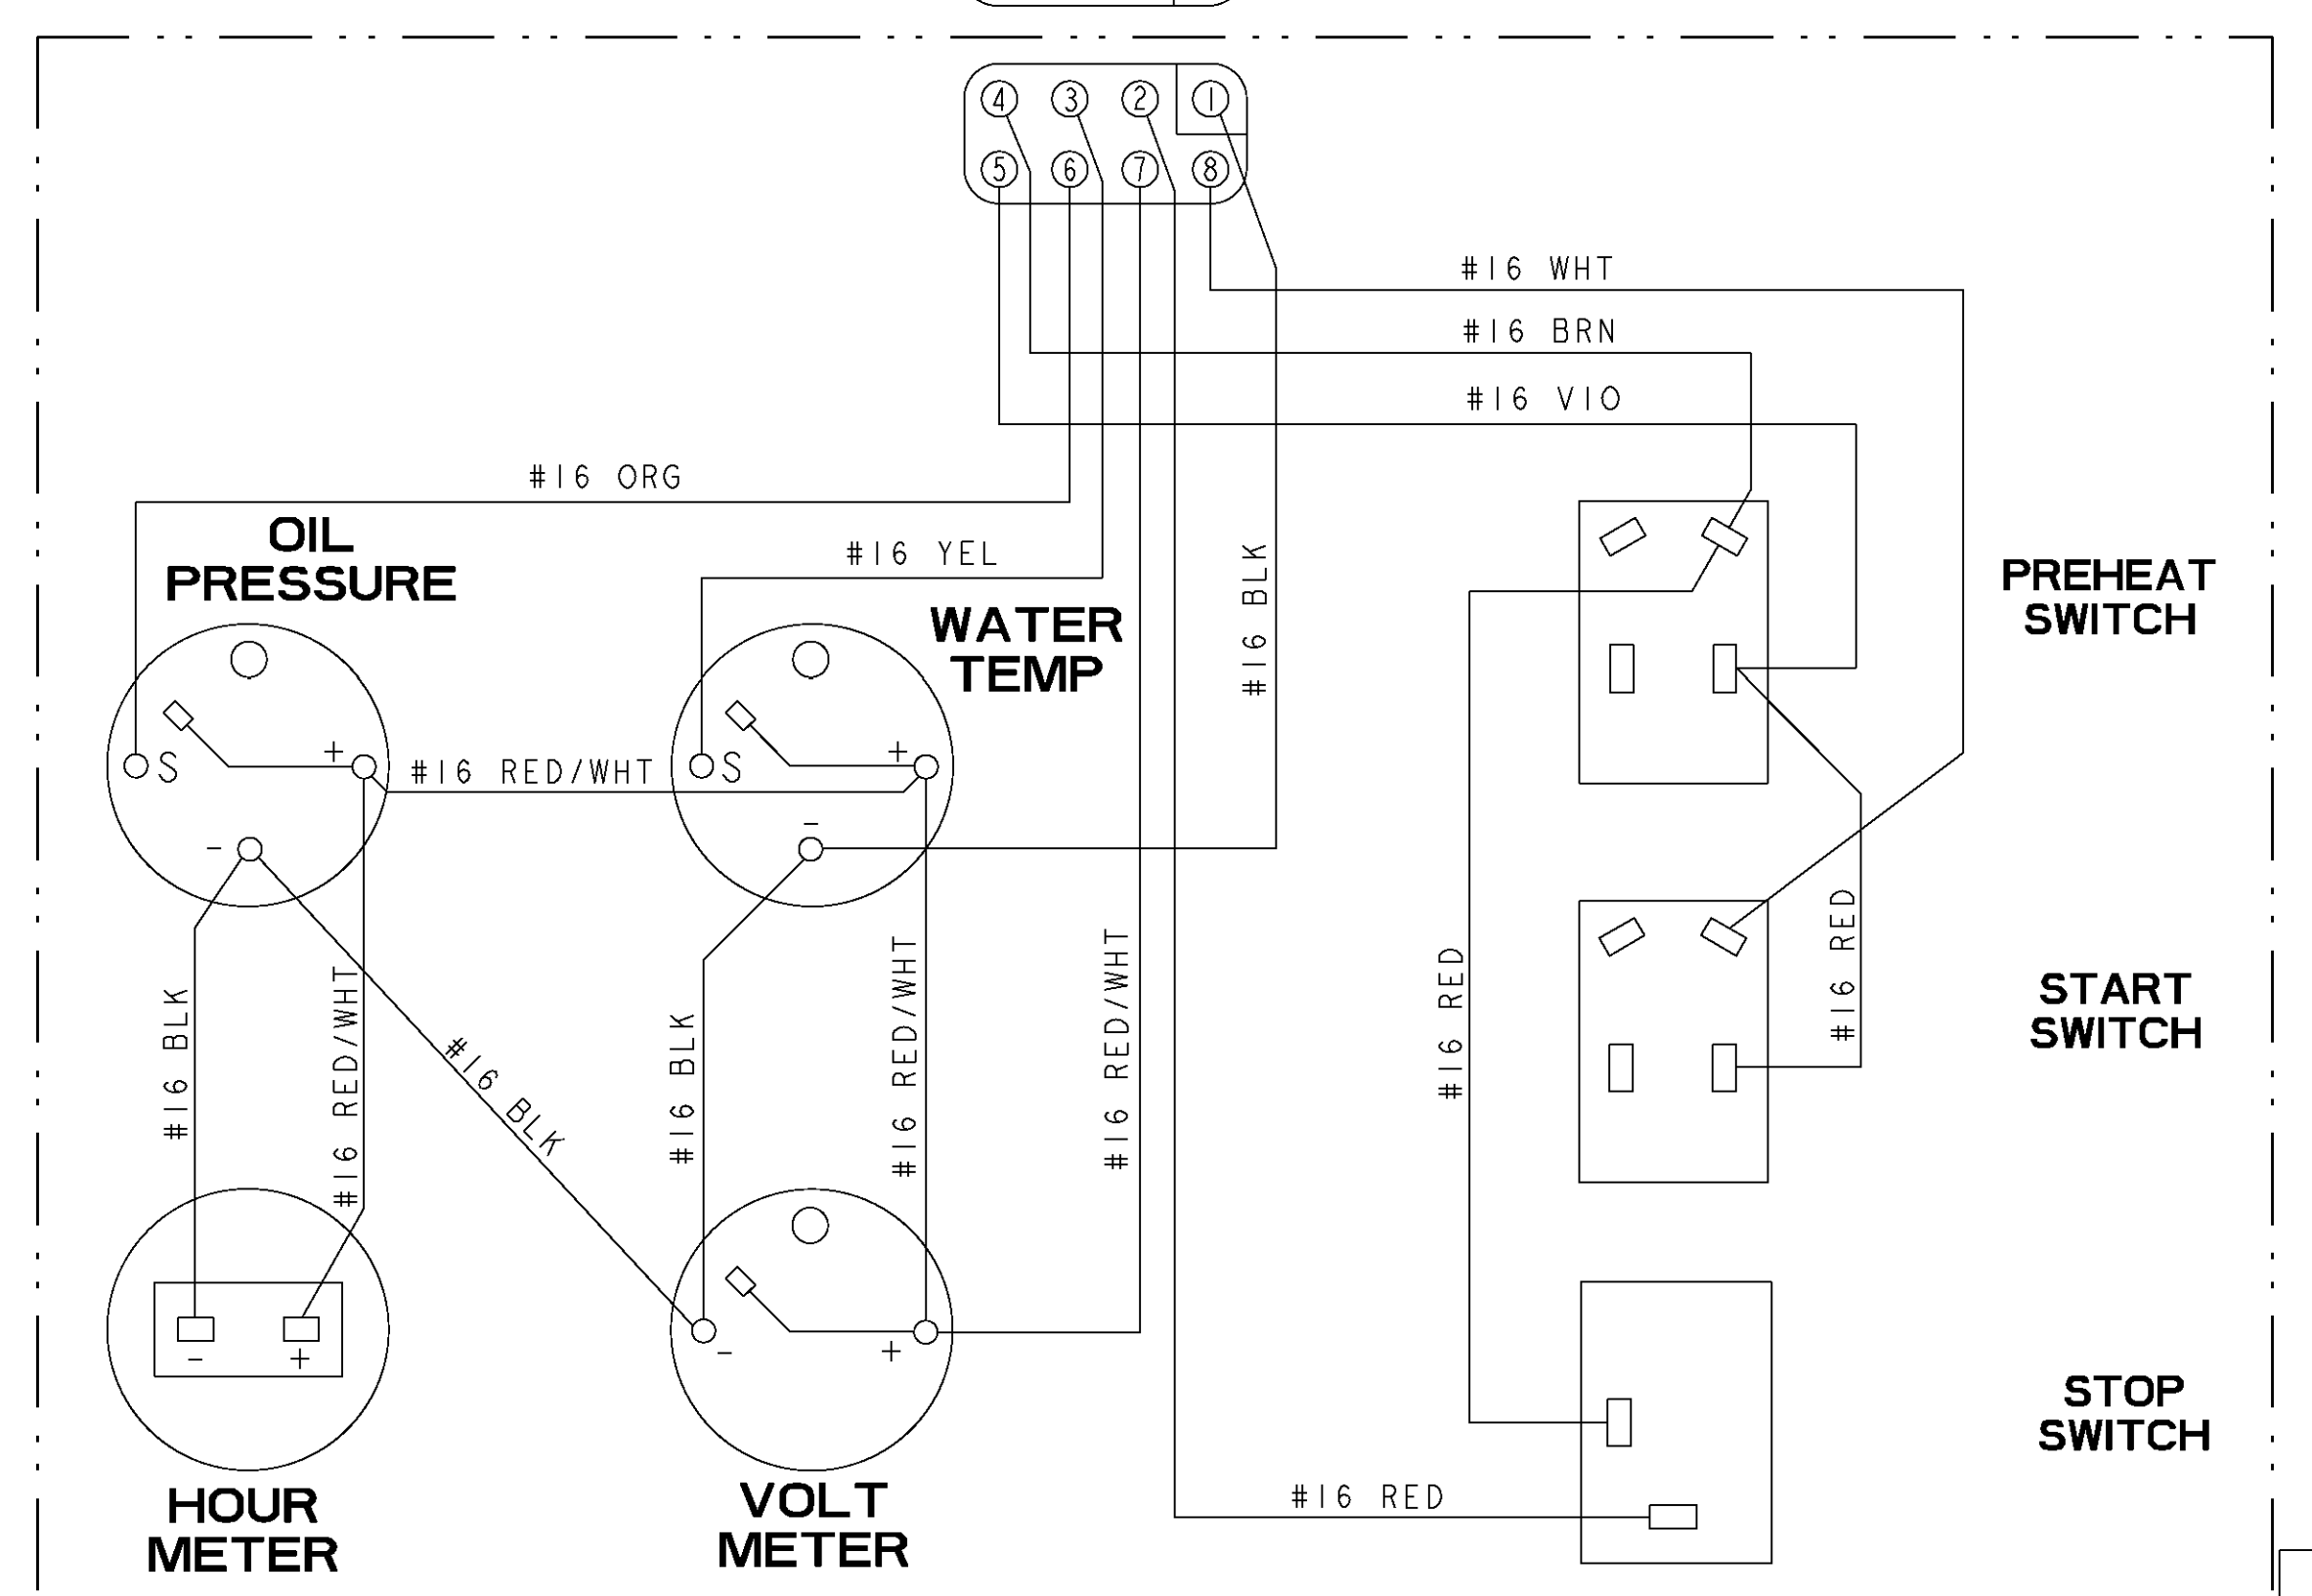 4 3 2 1
5 6 7 8
#16 WHT
#16 BRN
#16 VIO
#16 ORG
OIL
PRESSURE
#16 YEL
WATER
TEMP
#16 BLK
PREHEAT
SWITCH
S
+
#16 RED/WHT
S
+
-
-
#16 BLK
#16 RED/WHT
#16 BLK
#16 BLK
#16 RED/WHT
#16 RED/WHT
#16 RED
#16 RED
START
SWITCH
-
+
-
+
STOP
SWITCH
HOUR
METER
VOLT
METER
#16 RED